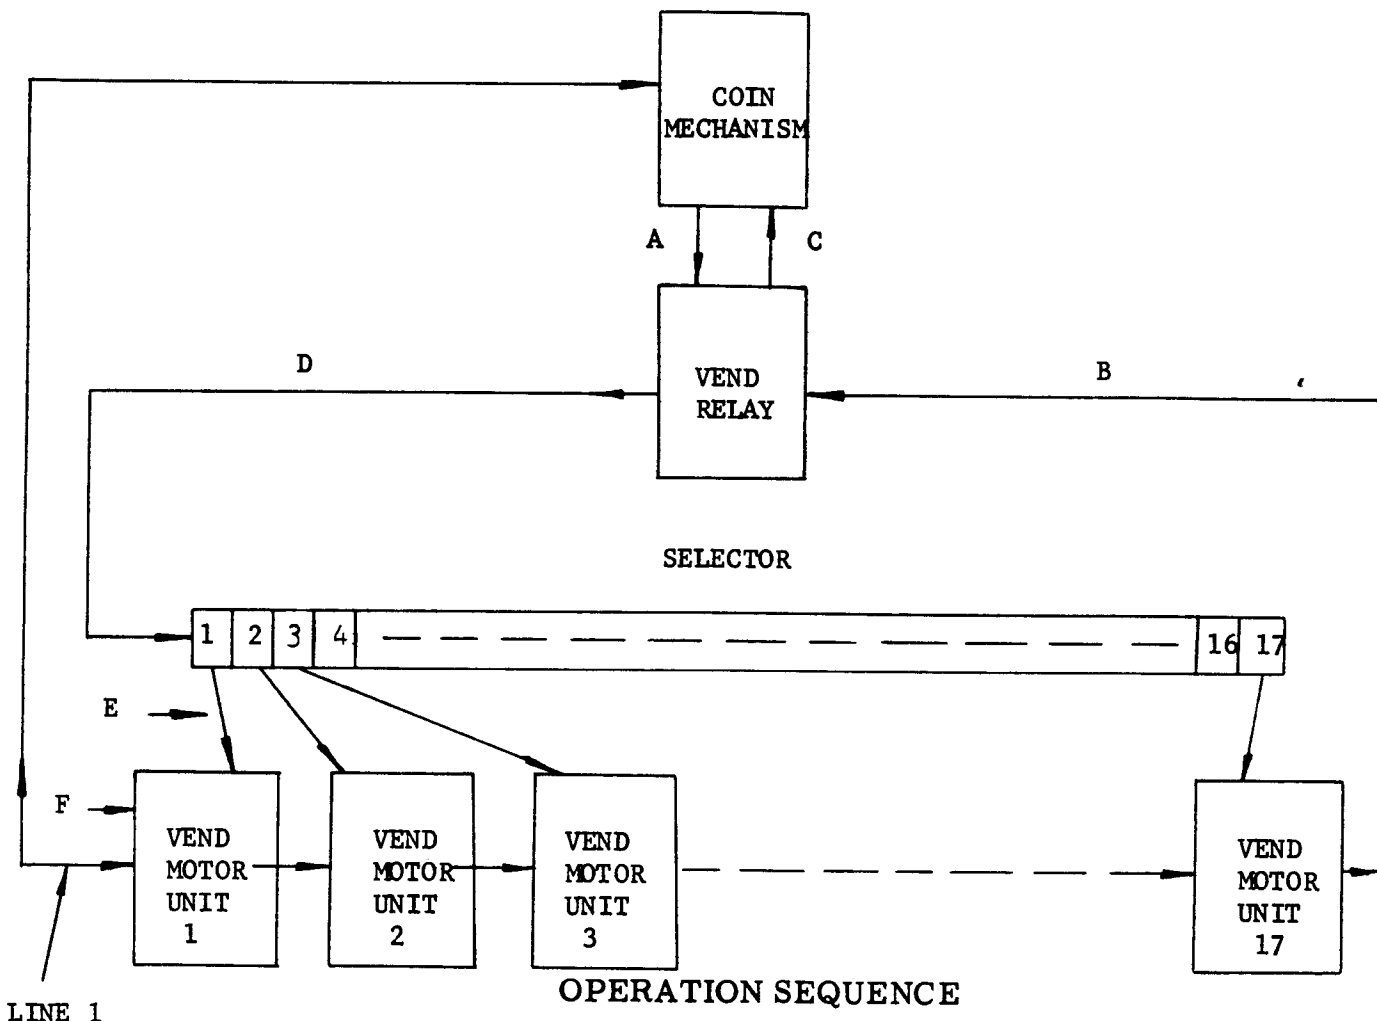 COIN
MECHANISM
A
C
D
B
VEND
RELAY
SELECTOR
1 2 3 4 16 17
E
F
VEND
MOTOR
UNIT
1
VEND
MOTOR
UNIT
2
VEND
MOTOR
UNIT
3
VEND
MOTOR
UNIT
17
OPERATION SEQUENCE
LINE 1